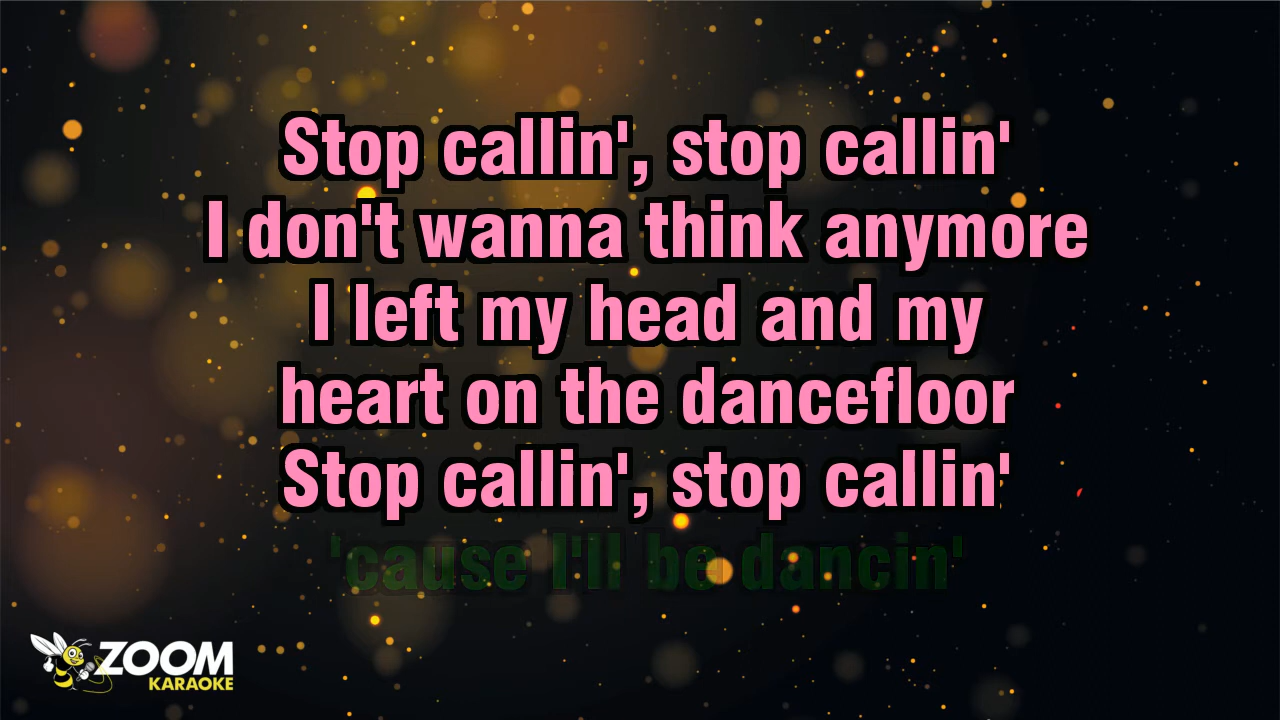 Stop callin', stop callin'
I don't wanna think anymore
I left my head and my
heart on the dancefloor
Stop callin', stop callin'
'cause I'll be dancin'
ZOOM
KARAOKE